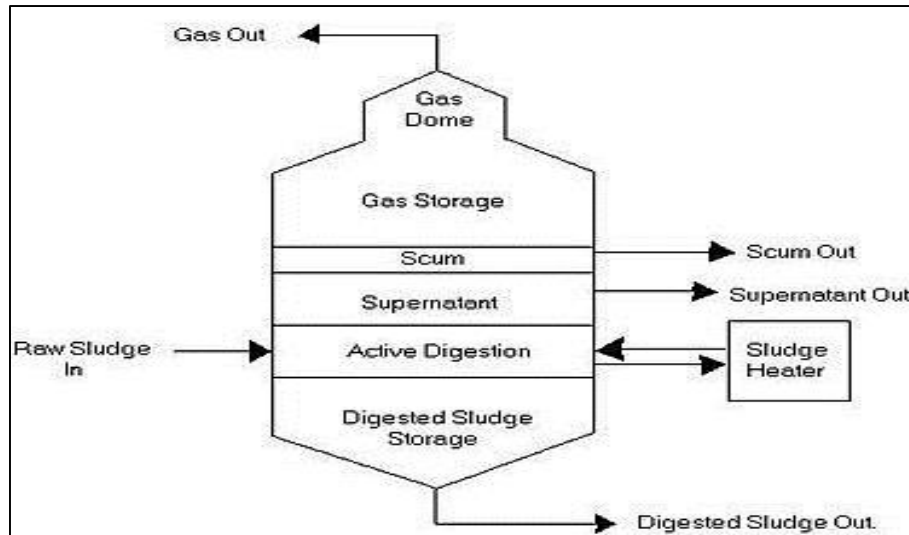 Gas Out
Gas
Dome
Gas Storage
Scum
Scum Out
Supernatant
Supernatant Out
Raw Sludge
In
Active Digestion
Sludge
Heater
Digested Sludge
Storage
Digested Sludge Out.